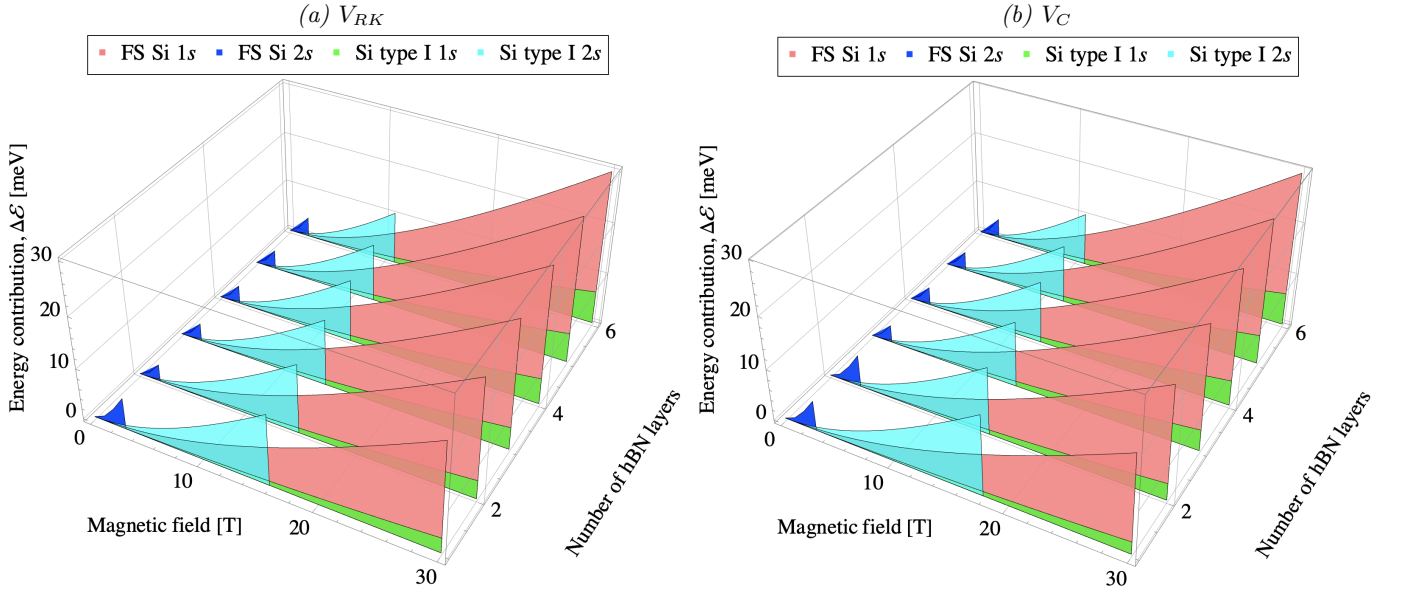 (a) V_RK
FS Si 1s FS Si 2s Si type I 1s Si type I 2s
Energy contribution, Δℰ [meV]
30
20
10
0
0
10
20
30
Magnetic field [T]
2
4
6
Number of hBN layers
(b) V_C
FS Si 1s FS Si 2s Si type I 1s Si type I 2s
Energy contribution, Δℰ [meV]
30
20
10
0
0
10
20
30
Magnetic field [T]
2
4
6
Number of hBN layers